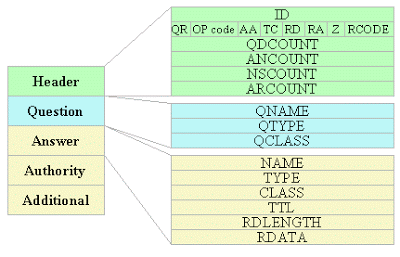 Header
Question
Answer
Authority
Additional
ID
QR OP code AA TC RD RA Z RCODE
QDCOUNT
ANCOUNT
NSCOUNT
ARCOUNT
QNAME
QTYPE
QCLASS
NAME
TYPE
CLASS
TTL
RDLENGTH
RDATA